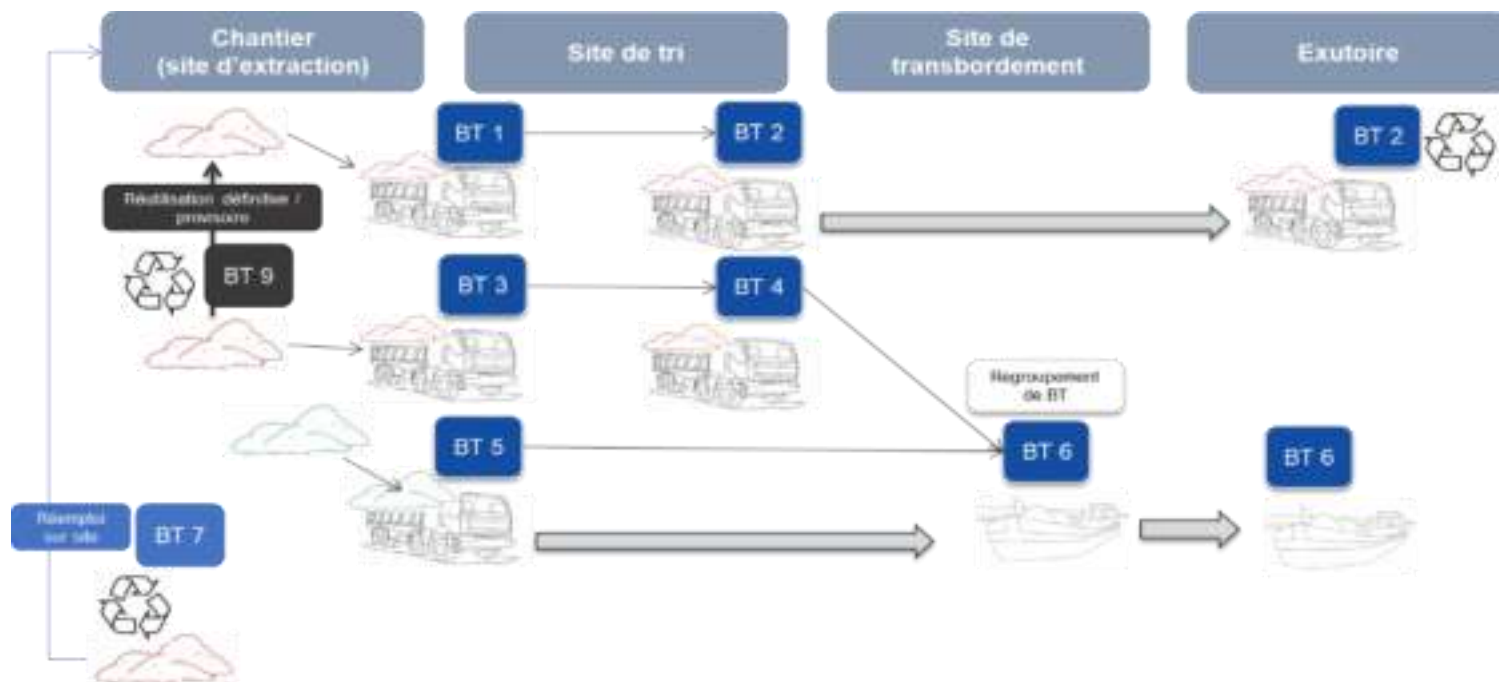 Chantier
(site d'extraction)
Site de tri
Site de
transbordement
Exutoire
BT 1
BT 2
BT 2
Réutilisation définitive /
provisoire
BT 9
BT 3
BT 4
Regroupement
de BT
BT 5
BT 6
BT 6
Réemploi
sur site
BT 7